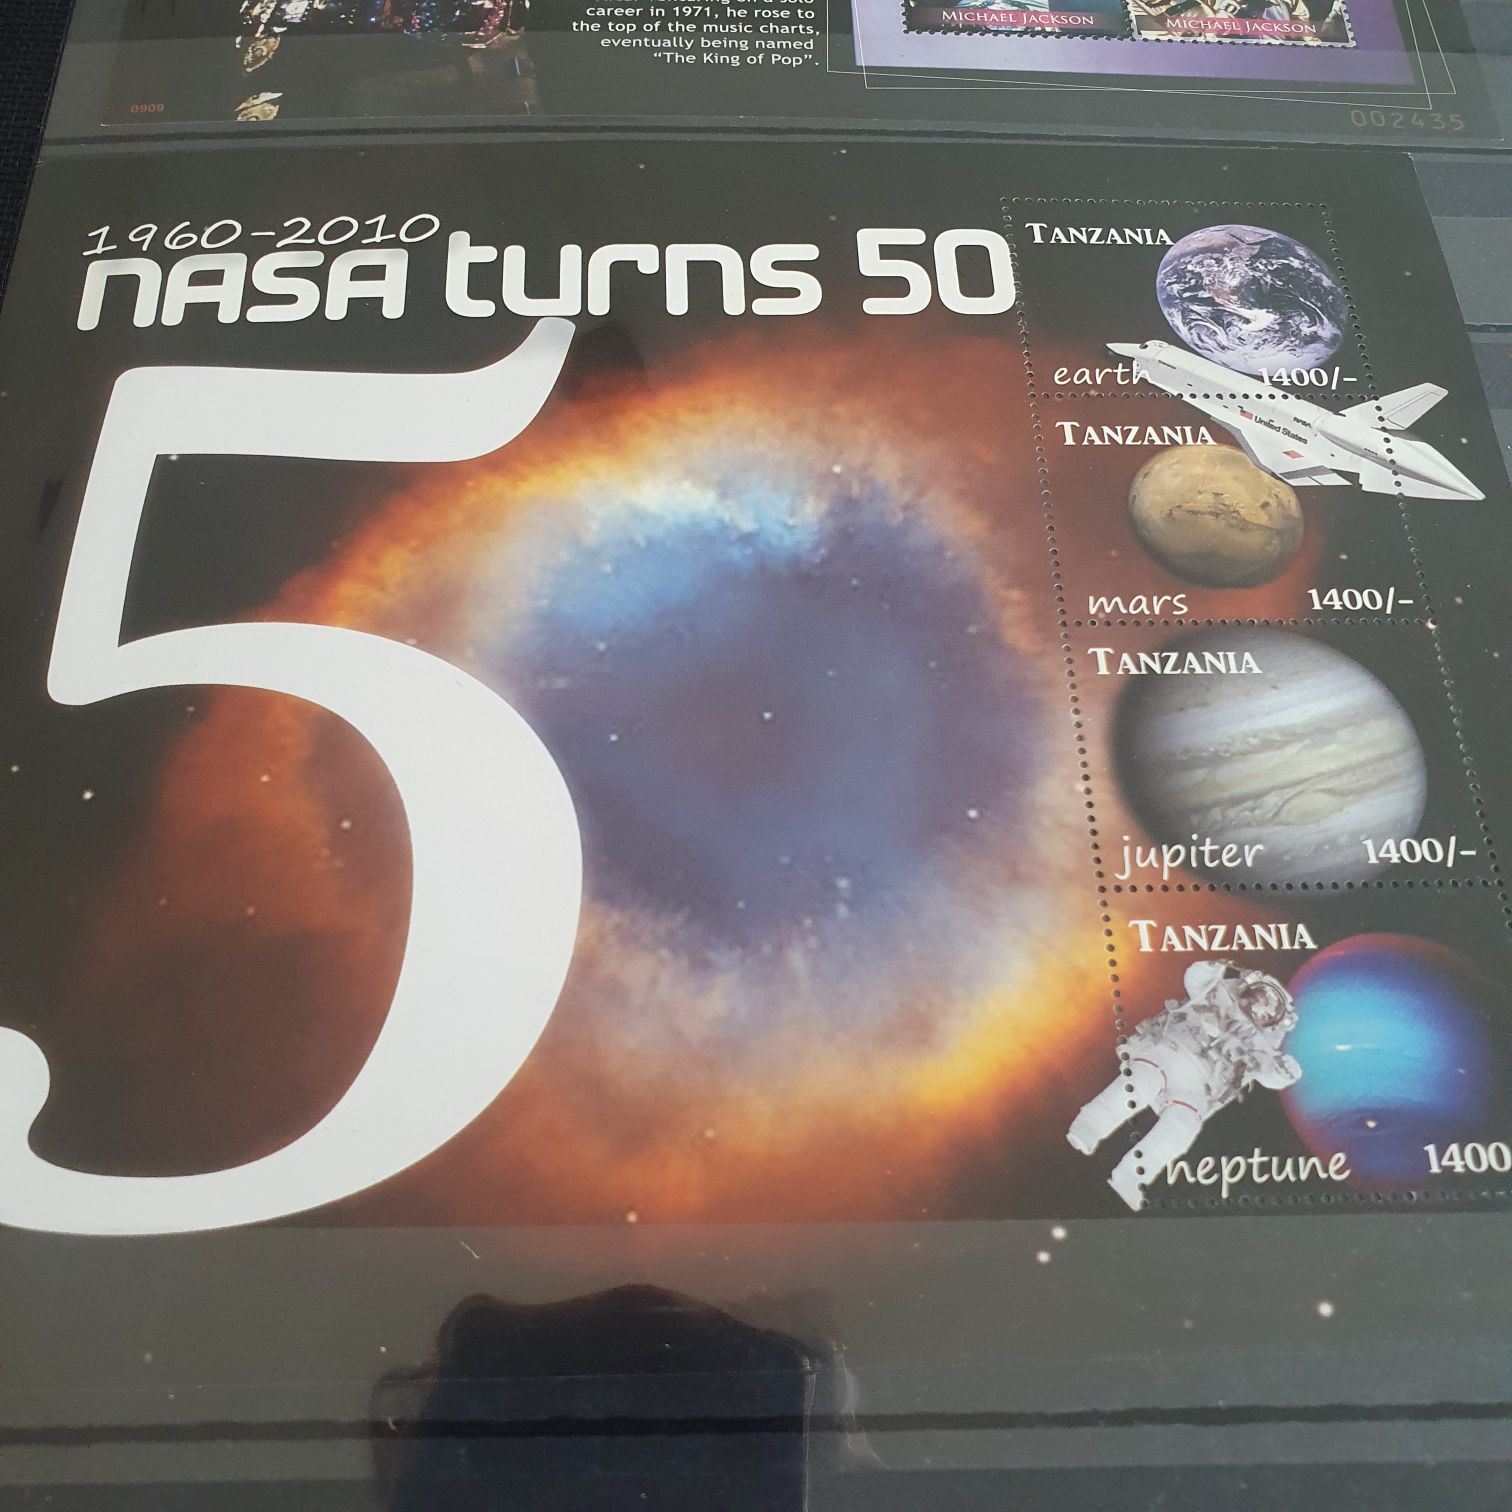 career in 1971, he rose to
the top of the music charts,
eventually being named
"The King of Pop".
MICHAEL JACKSON
MICHAEL JACKSON
0909
002435
1960-2010
NASA turns 50
5
TANZANIA
earth
1400/-
NASA
United States
TANZANIA
mars
1400/-
TANZANIA
jupiter
1400/-
TANZANIA
neptune
1400